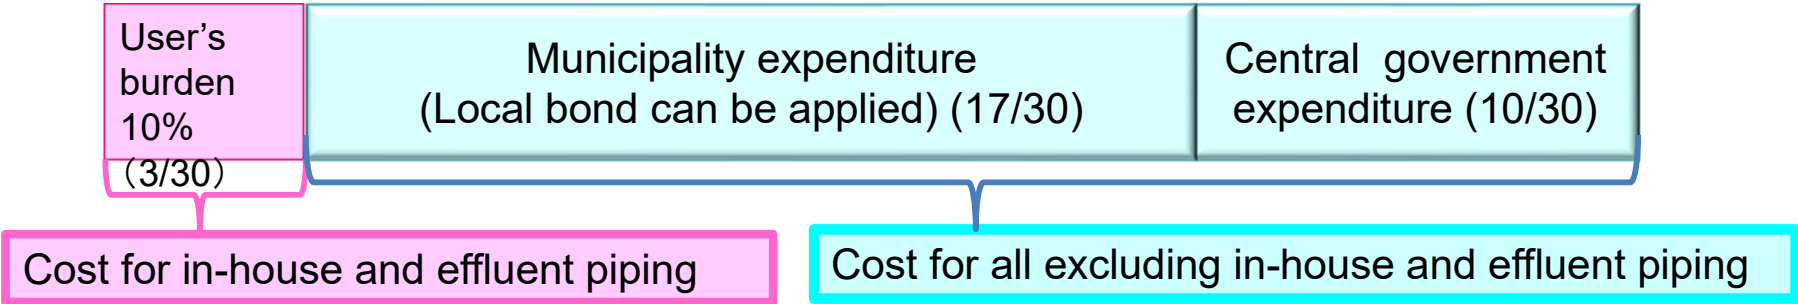 User’s
burden
10%
（3/30）
Municipality expenditure
(Local bond can be applied) (17/30)
Central government
expenditure (10/30)
Cost for in-house and effluent piping
Cost for all excluding in-house and effluent piping